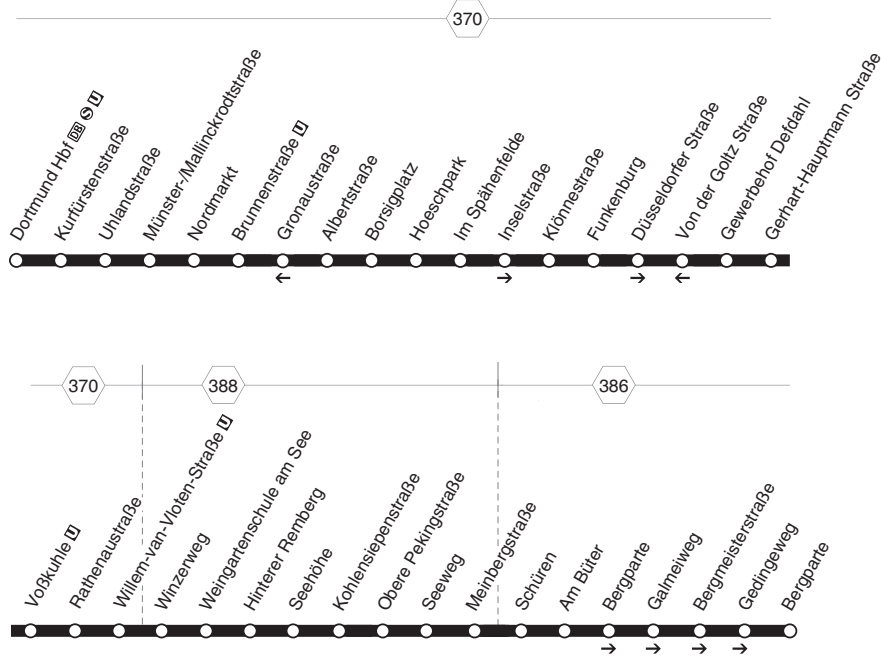 370
Dortmund Hbf DB S U
Kurfürstenstraße
Uhlandstraße
Münster-/Mallinckrodtstraße
Nordmarkt
Brunnenstraße U
Gronaustraße
Albertstraße
Borsigplatz
Hoeschpark
Im Spähenfelde
Inselstraße
Klönnestraße
Funkenburg
Düsseldorfer Straße
Von der Goltz Straße
Gewerbehof Defdahl
Gerhart-Hauptmann Straße
← → → ←
370 388 386
Voßkuhle U
Rathenaustraße
Willem-van-Vloten-Straße U
Winzerweg
Weingartenschule am See
Hinterer Remberg
Seehöhe
Kohlensiepenstraße
Obere Pekingstraße
Seeweg
Meinbergstraße
Schüren
Am Büter
Bergparte
Galmeiweg
Bergmeisterstraße
Gedingeweg
Bergparte
→ → → →